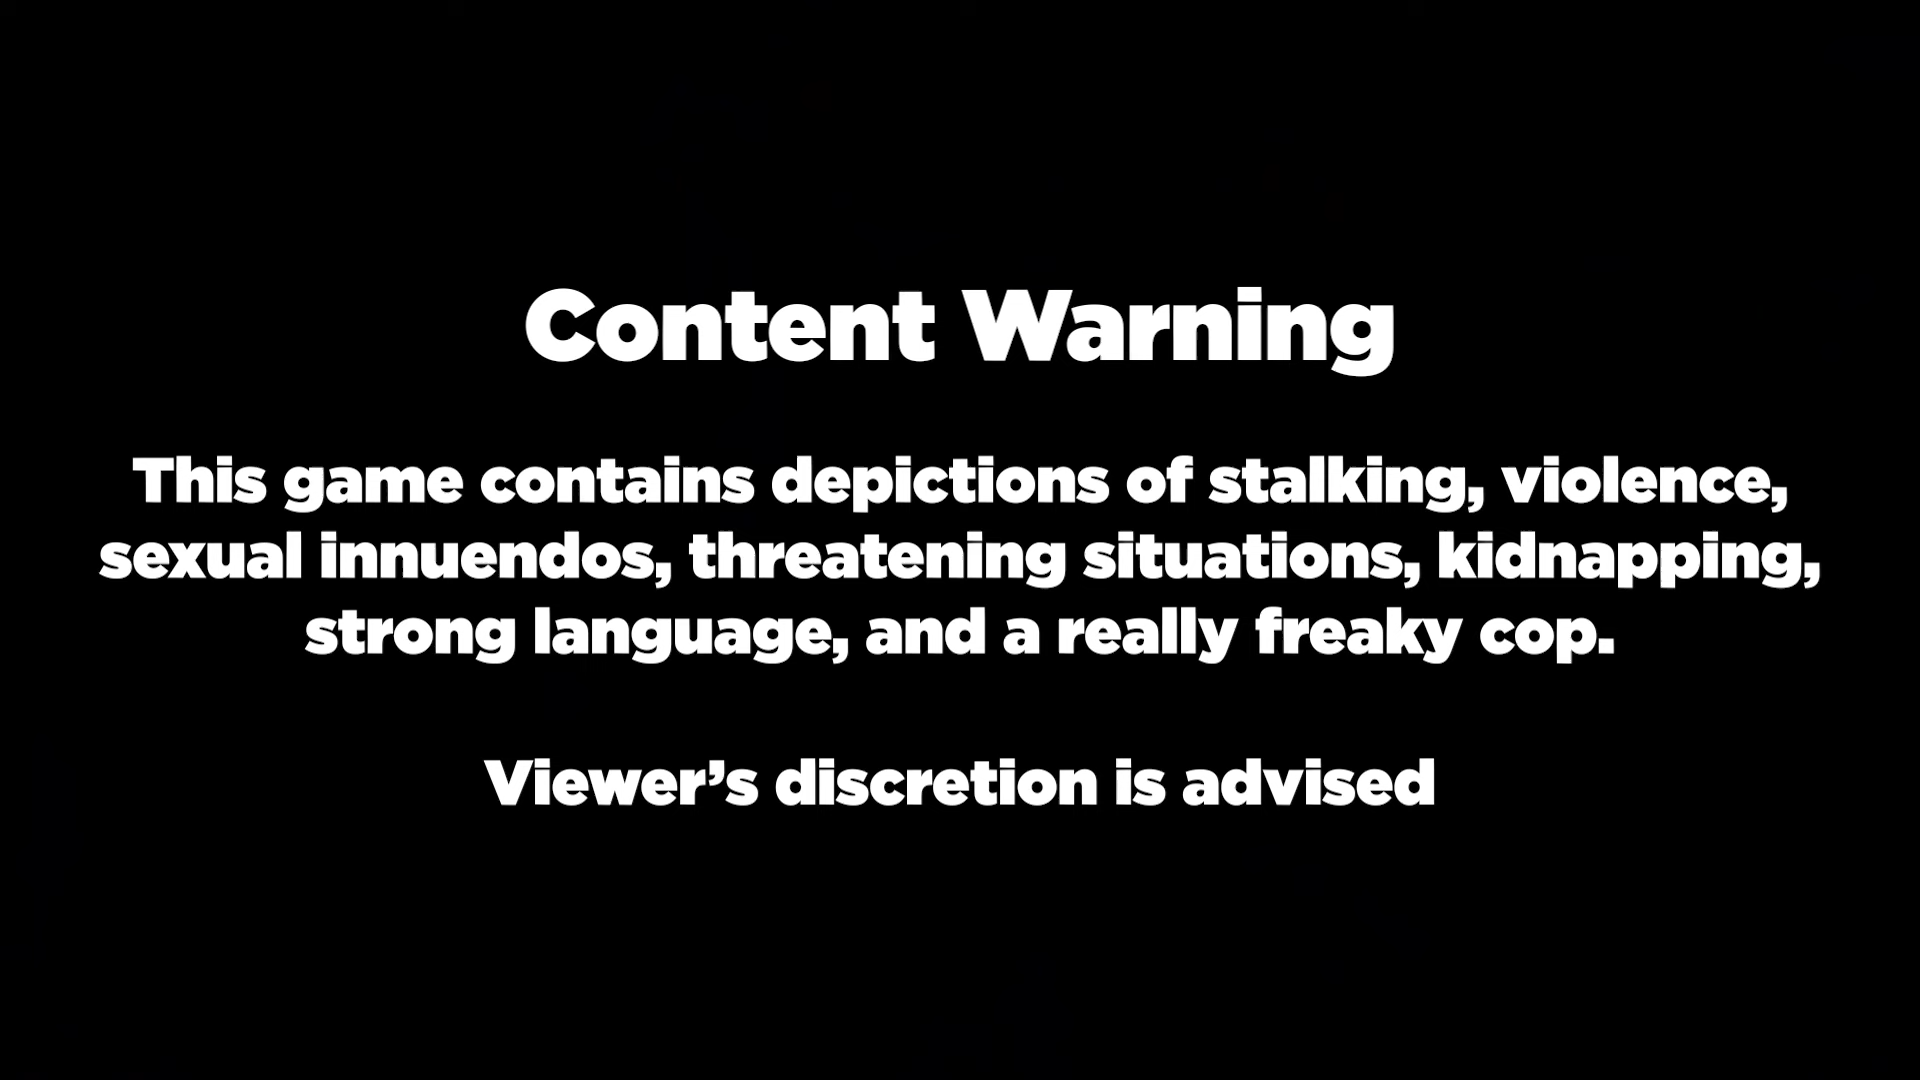 Content Warning
This game contains depictions of stalking, violence,
sexual innuendos, threatening situations, kidnapping,
strong language, and a really freaky cop.
Viewer’s discretion is advised